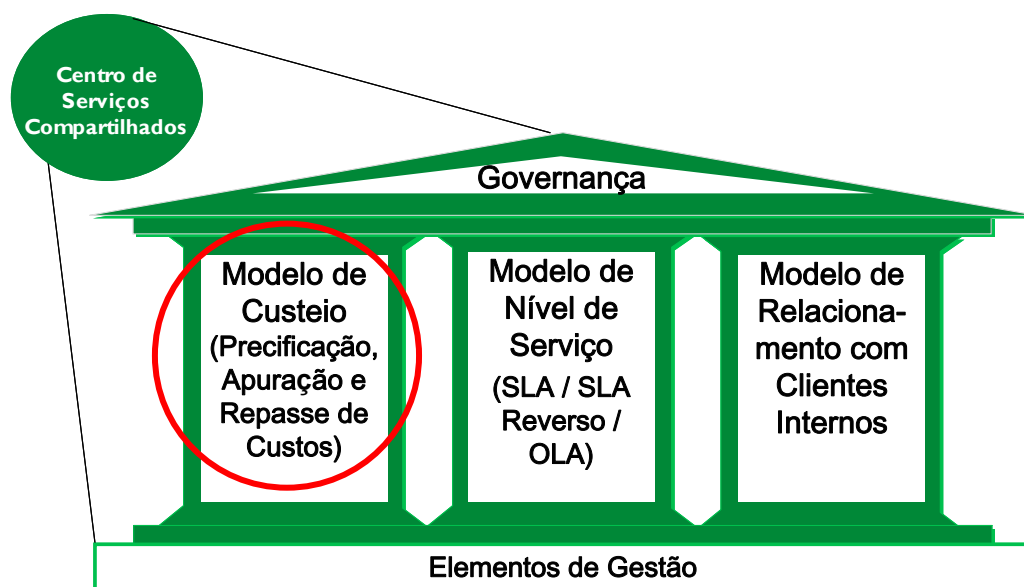 Centro de
Serviços
Compartilhados
Governança
Modelo de
Custeio
(Precificação,
Apuração e
Repasse de
Custos)
Modelo de
Nível de
Serviço
(SLA / SLA
Reverso /
OLA)
Modelo de
Relaciona-
mento com
Clientes
Internos
Elementos de Gestão